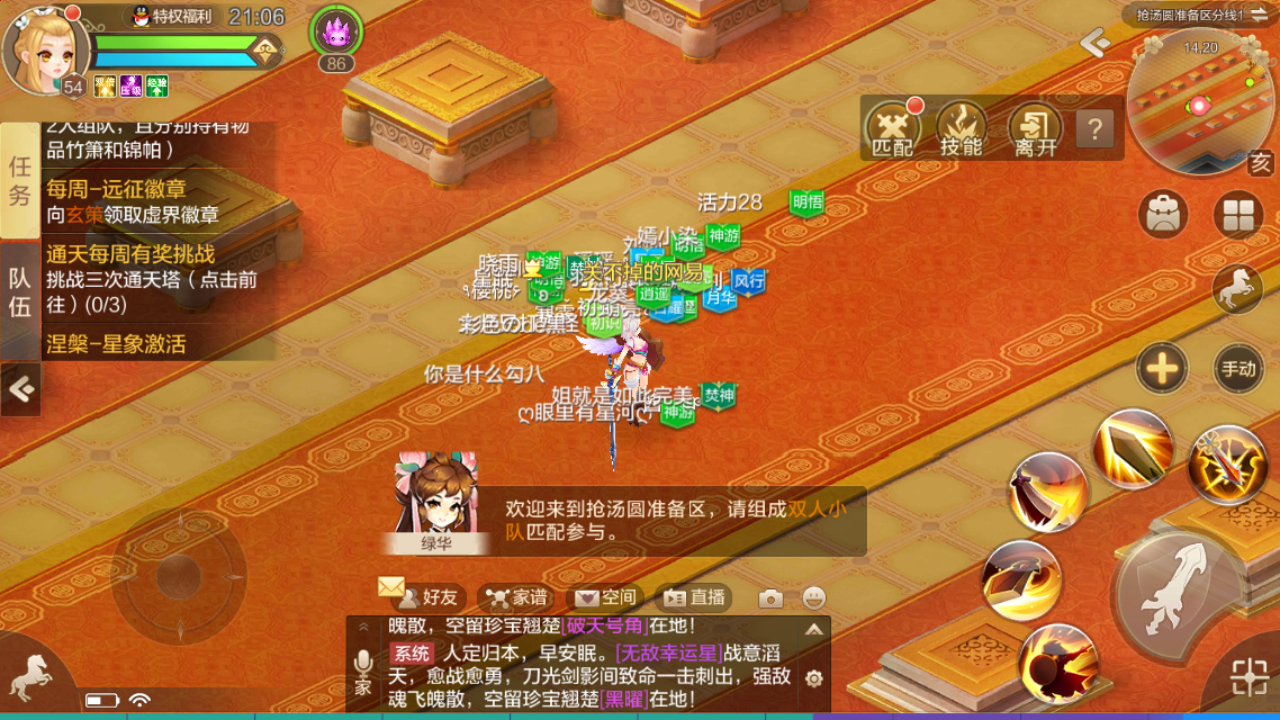 特权福利 21:06
54
双倍 压级 经验
86
抢汤圆准备区分线1
14,20
亥
匹配 技能 离开 ?
任务
2人组队，且分别持有物
品竹箫和锦帕）
每周-远征徽章
向玄策领取虚界徽章
通天每周有奖挑战
挑战三次通天塔（点击前
往）(0/3)
涅槃-星象激活
队伍
活力28 明悟
嫣小染 神游
晓雨
关不掉的网易
风行
逍遥 月华
初识
你是什么勾八
姐就是如此完美 焚神
ღ眼里有星河ღ 神游
手动
绿华
欢迎来到抢汤圆准备区，请组成双人小
队匹配参与。
好友 家谱 空间 直播
家
魄散，空留珍宝翘楚[破天号角]在地！
系统 人定归本，早安眠。[无敌幸运星]战意滔
天，愈战愈勇，刀光剑影间致命一击刺出，强敌
魂飞魄散，空留珍宝翘楚[黑曜]在地！